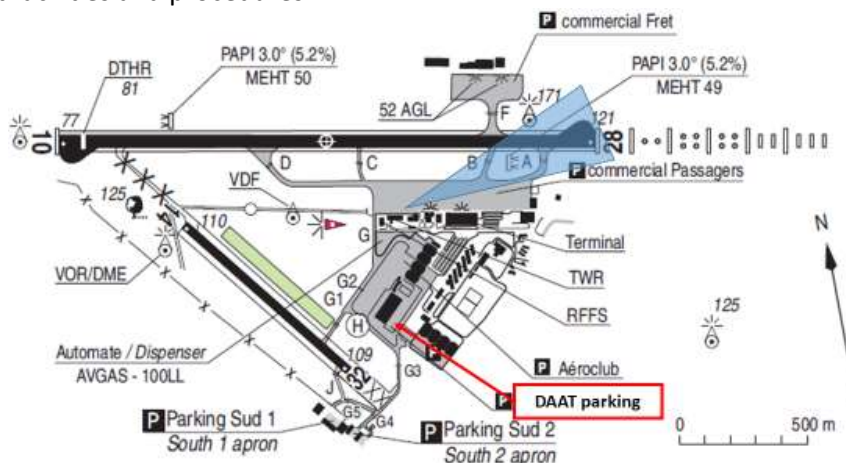 P commercial Fret
PAPI 3.0° (5.2%)
MEHT 50
PAPI 3.0° (5.2%)
MEHT 49
DTHR
81
52 AGL
171
77
F
121
10
28
D
C
B
A
P commercial Passagers
125
VDF
N
110
14
G
Terminal
VOR/DME
TWR
G2
G1
RFFS
125
H
Automate / Dispenser
AVGAS - 100LL
109
32
P
P Aéroclub
G3
J
P
DAAT parking
G5
G4
P Parking Sud 1
South 1 apron
P Parking Sud 2
South 2 apron
0
500 m